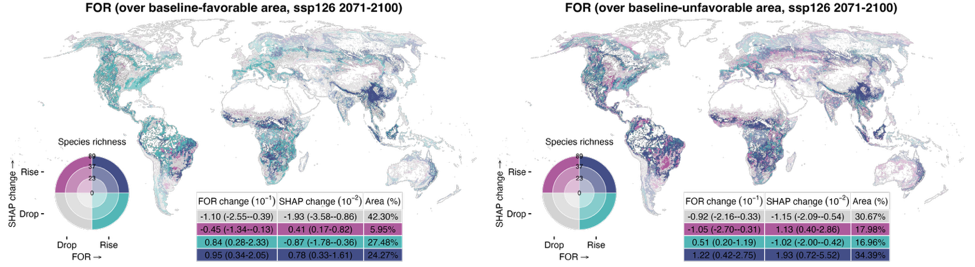 FOR (over baseline-favorable area, ssp126 2071-2100)
SHAP change →
Rise
Drop
Species richness
89
37
23
0
Drop
Rise
FOR →
FOR change (10⁻¹) SHAP change (10⁻²) Area (%)
-1.10 (-2.55--0.39) -1.93 (-3.58--0.86) 42.30%
-0.45 (-1.34--0.13) 0.41 (0.17-0.82) 5.95%
0.84 (0.28-2.33) -0.87 (-1.78--0.36) 27.48%
0.95 (0.34-2.05) 0.78 (0.33-1.61) 24.27%
FOR (over baseline-unfavorable area, ssp126 2071-2100)
SHAP change →
Rise
Drop
Species richness
89
37
23
0
Drop
Rise
FOR →
FOR change (10⁻¹) SHAP change (10⁻²) Area (%)
-0.92 (-2.16--0.33) -1.15 (-2.09--0.54) 30.67%
-1.05 (-2.70--0.31) 1.13 (0.40-2.86) 17.98%
0.51 (0.20-1.19) -1.02 (-2.00--0.42) 16.96%
1.22 (0.42-2.75) 1.93 (0.72-5.52) 34.39%